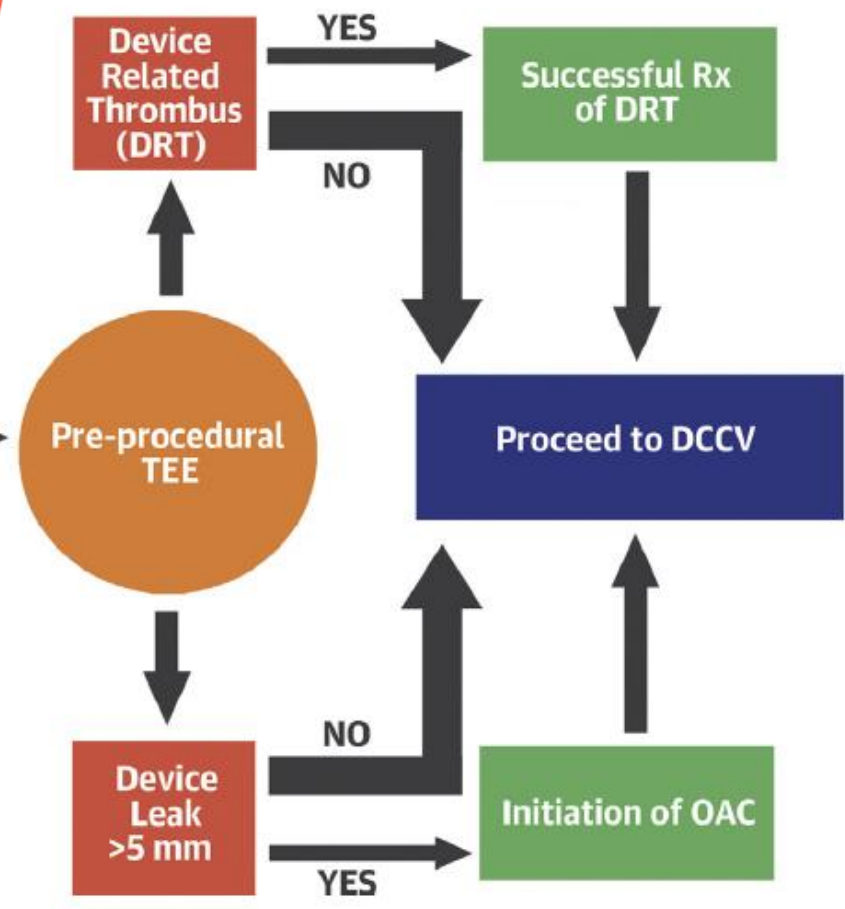 Device
Related
Thrombus
(DRT)
YES
NO
Successful Rx
of DRT
Pre-procedural
TEE
Proceed to DCCV
Device
Leak
>5 mm
NO
YES
Initiation of OAC